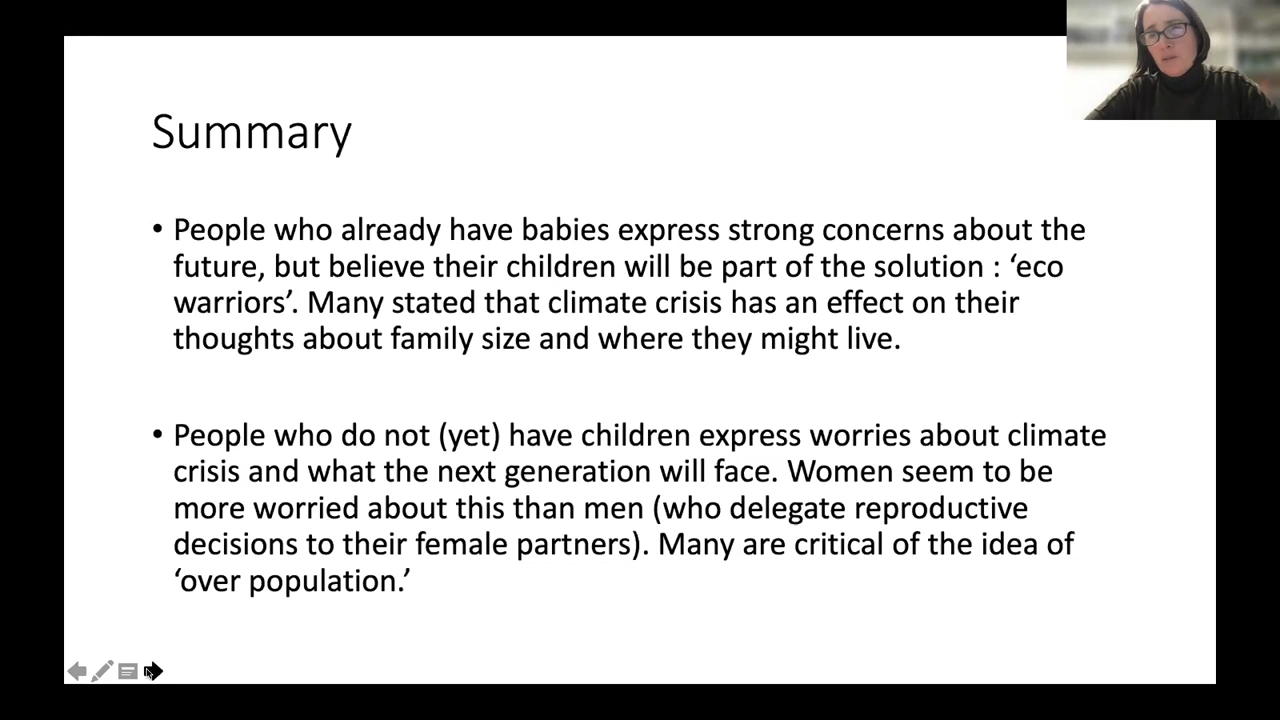 Summary
• People who already have babies express strong concerns about the
future, but believe their children will be part of the solution : ‘eco
warriors’. Many stated that climate crisis has an effect on their
thoughts about family size and where they might live.
• People who do not (yet) have children express worries about climate
crisis and what the next generation will face. Women seem to be
more worried about this than men (who delegate reproductive
decisions to their female partners). Many are critical of the idea of
‘over population.’